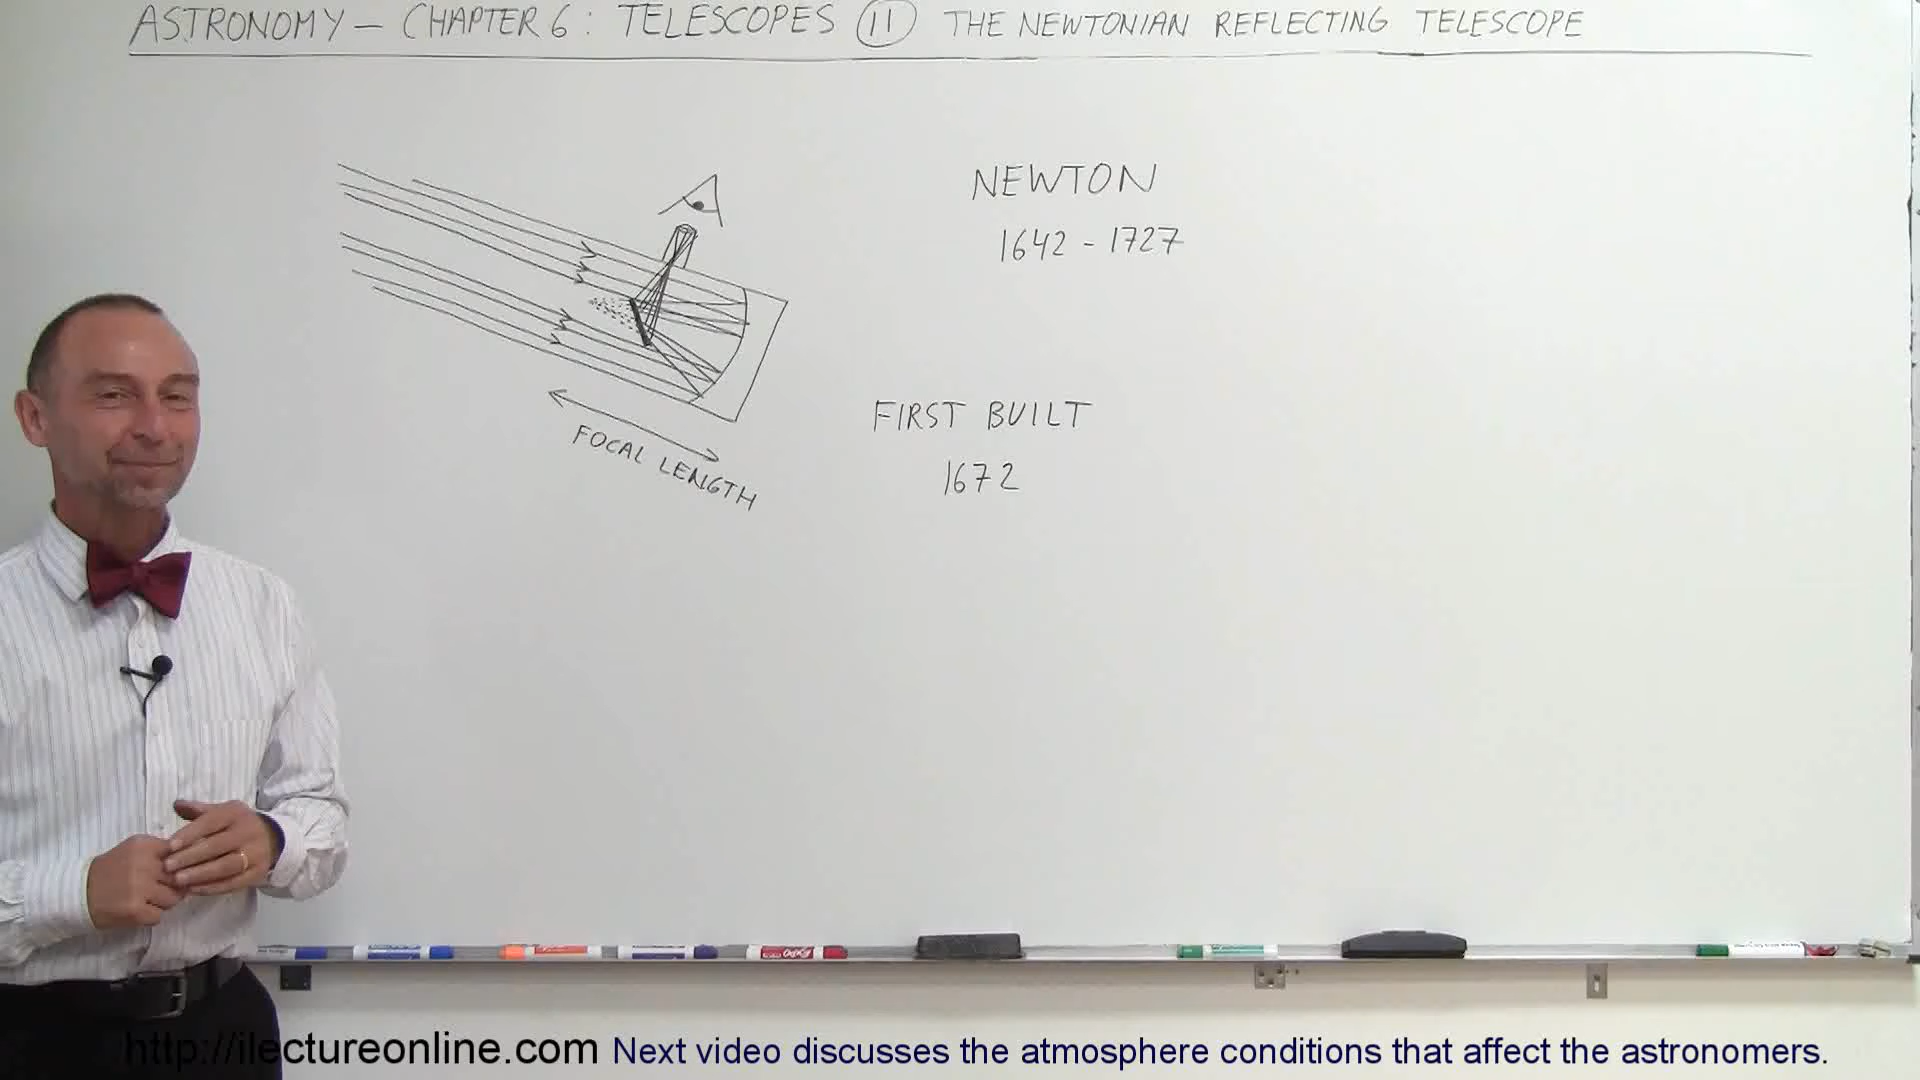 ASTRONOMY — CHAPTER 6 : TELESCOPES 11 THE NEWTONIAN REFLECTING TELESCOPE
NEWTON
1642 - 1727
FIRST BUILT
1672
FOCAL LENGTH
http://ilectureonline.com Next video discusses the atmosphere conditions that affect the astronomers.